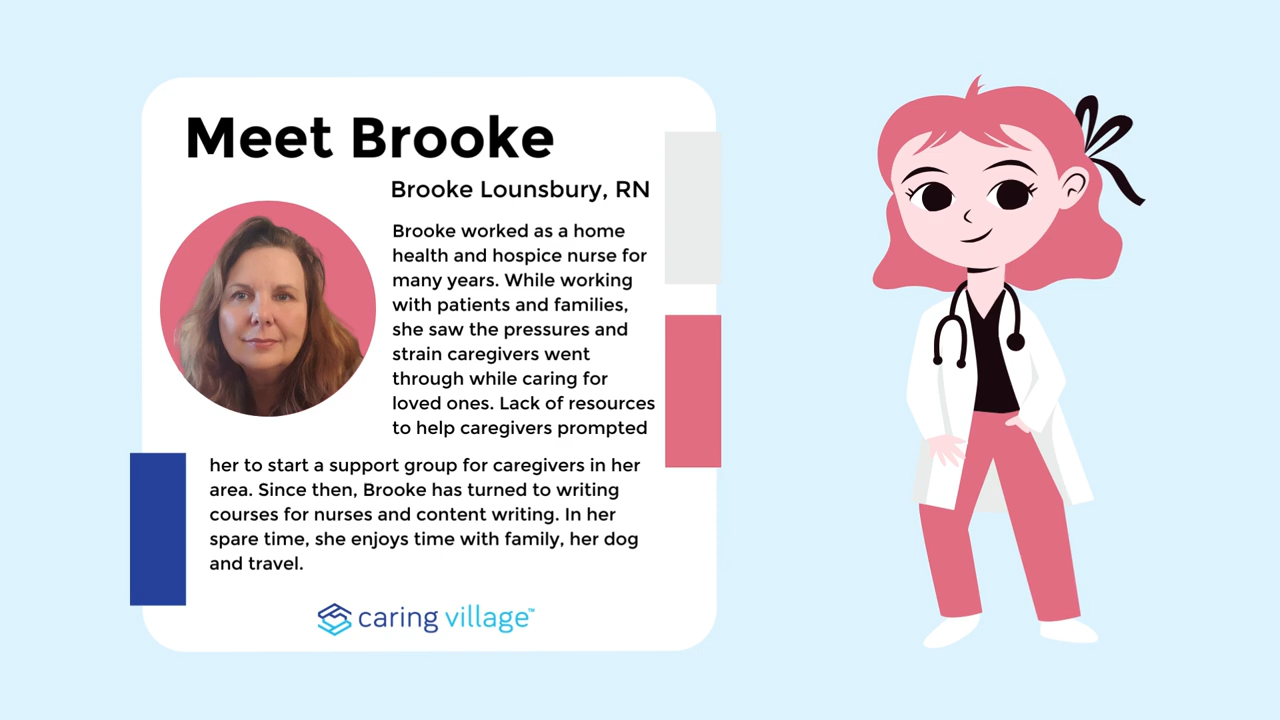 Meet Brooke
Brooke Lounsbury, RN
Brooke worked as a home
health and hospice nurse for
many years. While working
with patients and families,
she saw the pressures and
strain caregivers went
through while caring for
loved ones. Lack of resources
to help caregivers prompted
her to start a support group for caregivers in her
area. Since then, Brooke has turned to writing
courses for nurses and content writing. In her
spare time, she enjoys time with family, her dog
and travel.
caring village™